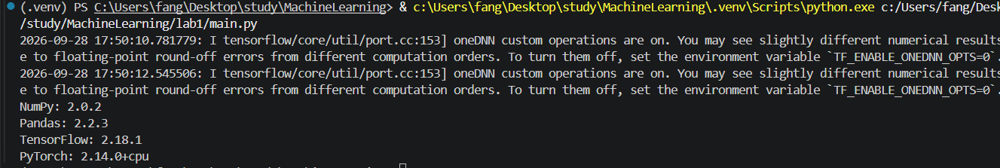 (.venv) PS C:\Users\fang\Desktop\study\MachineLearning> & c:\Users\fang\Desktop\study\MachineLearning\.venv\Scripts\python.exe c:/Users/fang/Desk
/study/MachineLearning/lab1/main.py
2026-09-28 17:50:10.781779: I tensorflow/core/util/port.cc:153] oneDNN custom operations are on. You may see slightly different numerical results
e to floating-point round-off errors from different computation orders. To turn them off, set the environment variable `TF_ENABLE_ONEDNN_OPTS=0`.
2026-09-28 17:50:12.545506: I tensorflow/core/util/port.cc:153] oneDNN custom operations are on. You may see slightly different numerical results
e to floating-point round-off errors from different computation orders. To turn them off, set the environment variable `TF_ENABLE_ONEDNN_OPTS=0`.
NumPy: 2.0.2
Pandas: 2.2.3
TensorFlow: 2.18.1
PyTorch: 2.14.0+cpu